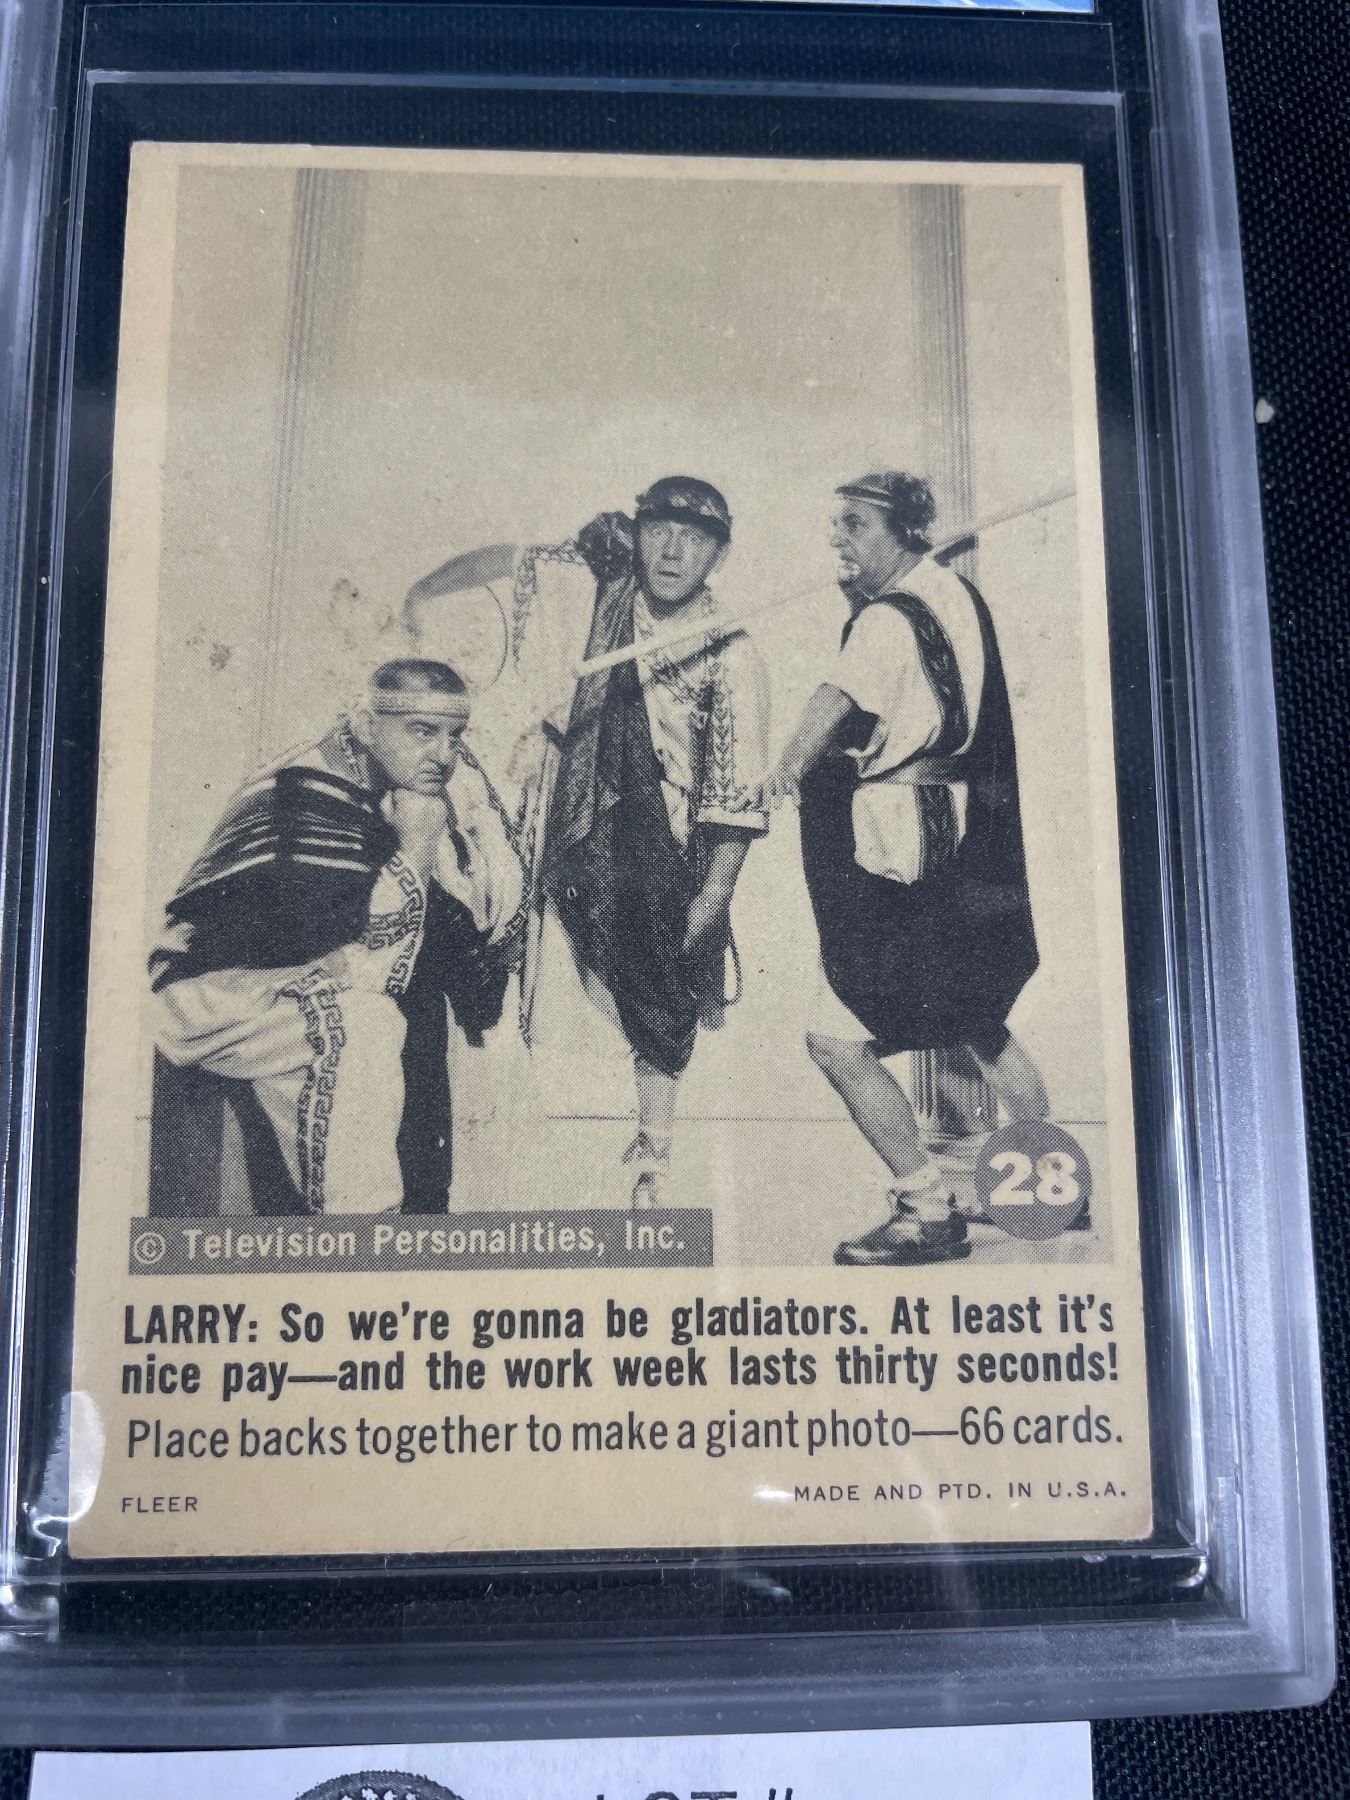 28
© Television Personalities, Inc.
LARRY: So we're gonna be gladiators. At least it's
nice pay—and the work week lasts thirty seconds!
Place backs together to make a giant photo—66 cards.
FLEER
MADE AND PTD. IN U.S.A.
LOT #